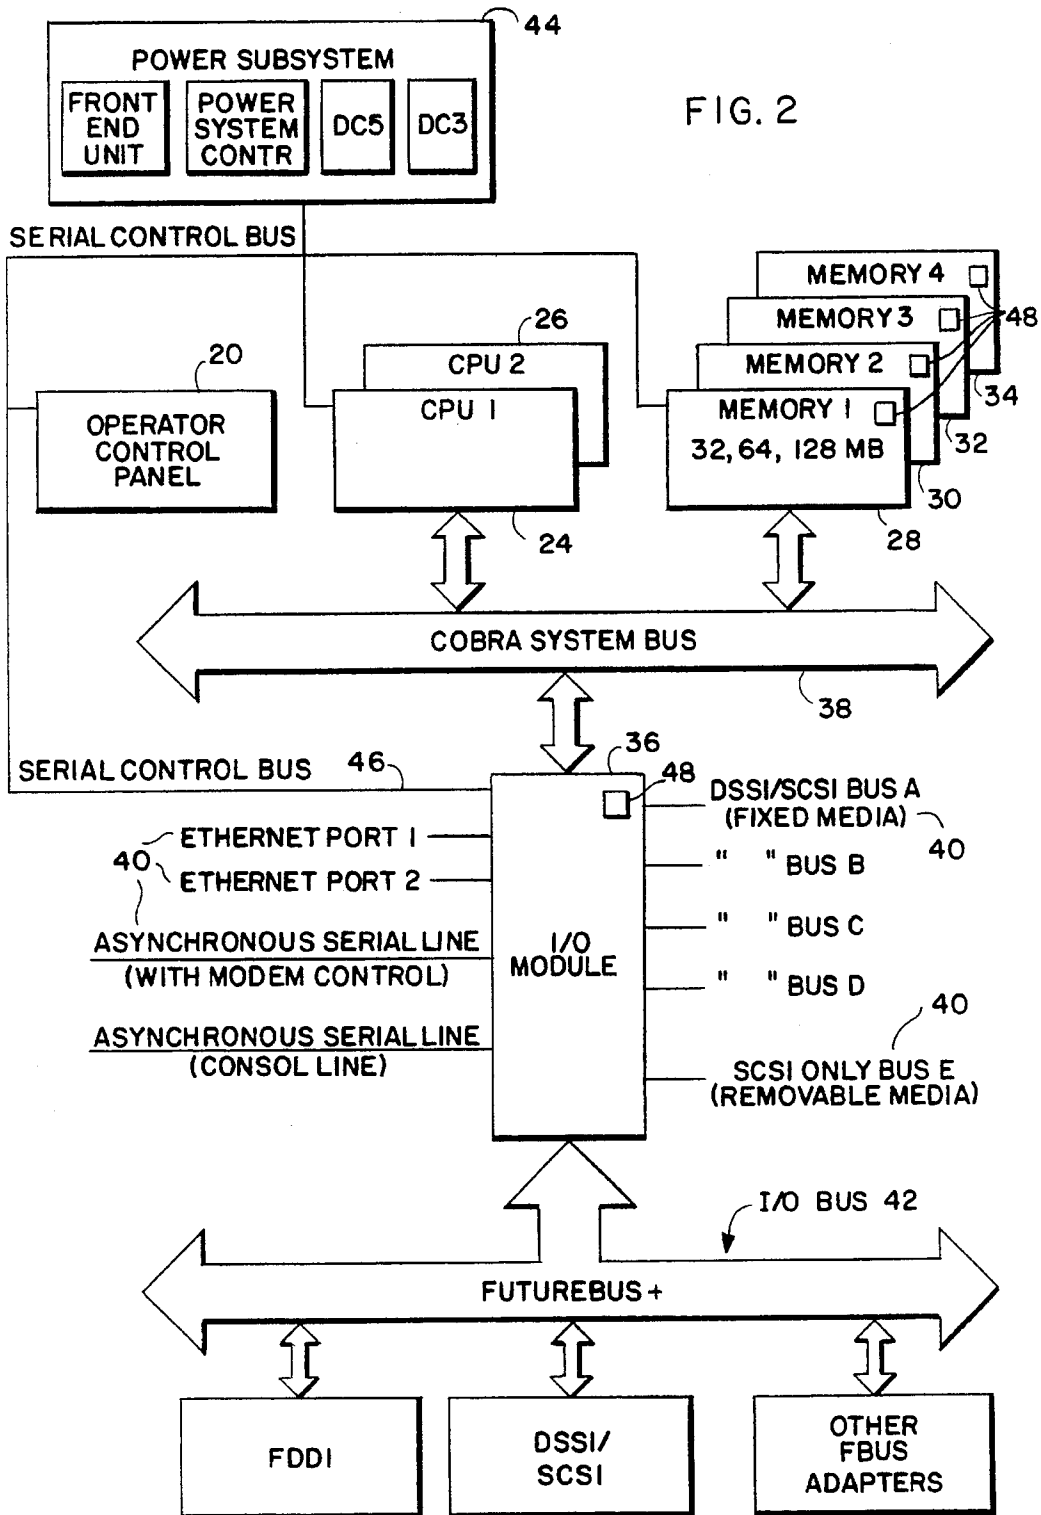 44
POWER SUBSYSTEM
FRONT
END
UNIT
POWER
SYSTEM
CONTR
DC5
DC3
FIG. 2
SERIAL CONTROL BUS
MEMORY 4
MEMORY 3
48
MEMORY 2
MEMORY 1
32, 64, 128 MB
34
32
30
28
26
CPU 2
CPU 1
24
20
OPERATOR
CONTROL
PANEL
COBRA SYSTEM BUS
38
SERIAL CONTROL BUS
46
36
48
I/O
MODULE
ETHERNET PORT 1
40
ETHERNET PORT 2
ASYNCHRONOUS SERIAL LINE
(WITH MODEM CONTROL)
ASYNCHRONOUS SERIAL LINE
(CONSOL LINE)
DSSI/SCSI BUS A
(FIXED MEDIA)
40
" " BUS B
" " BUS C
" " BUS D
40
SCSI ONLY BUS E
(REMOVABLE MEDIA)
I/O BUS 42
FUTUREBUS +
FDDI
DSSI/
SCSI
OTHER
FBUS
ADAPTERS